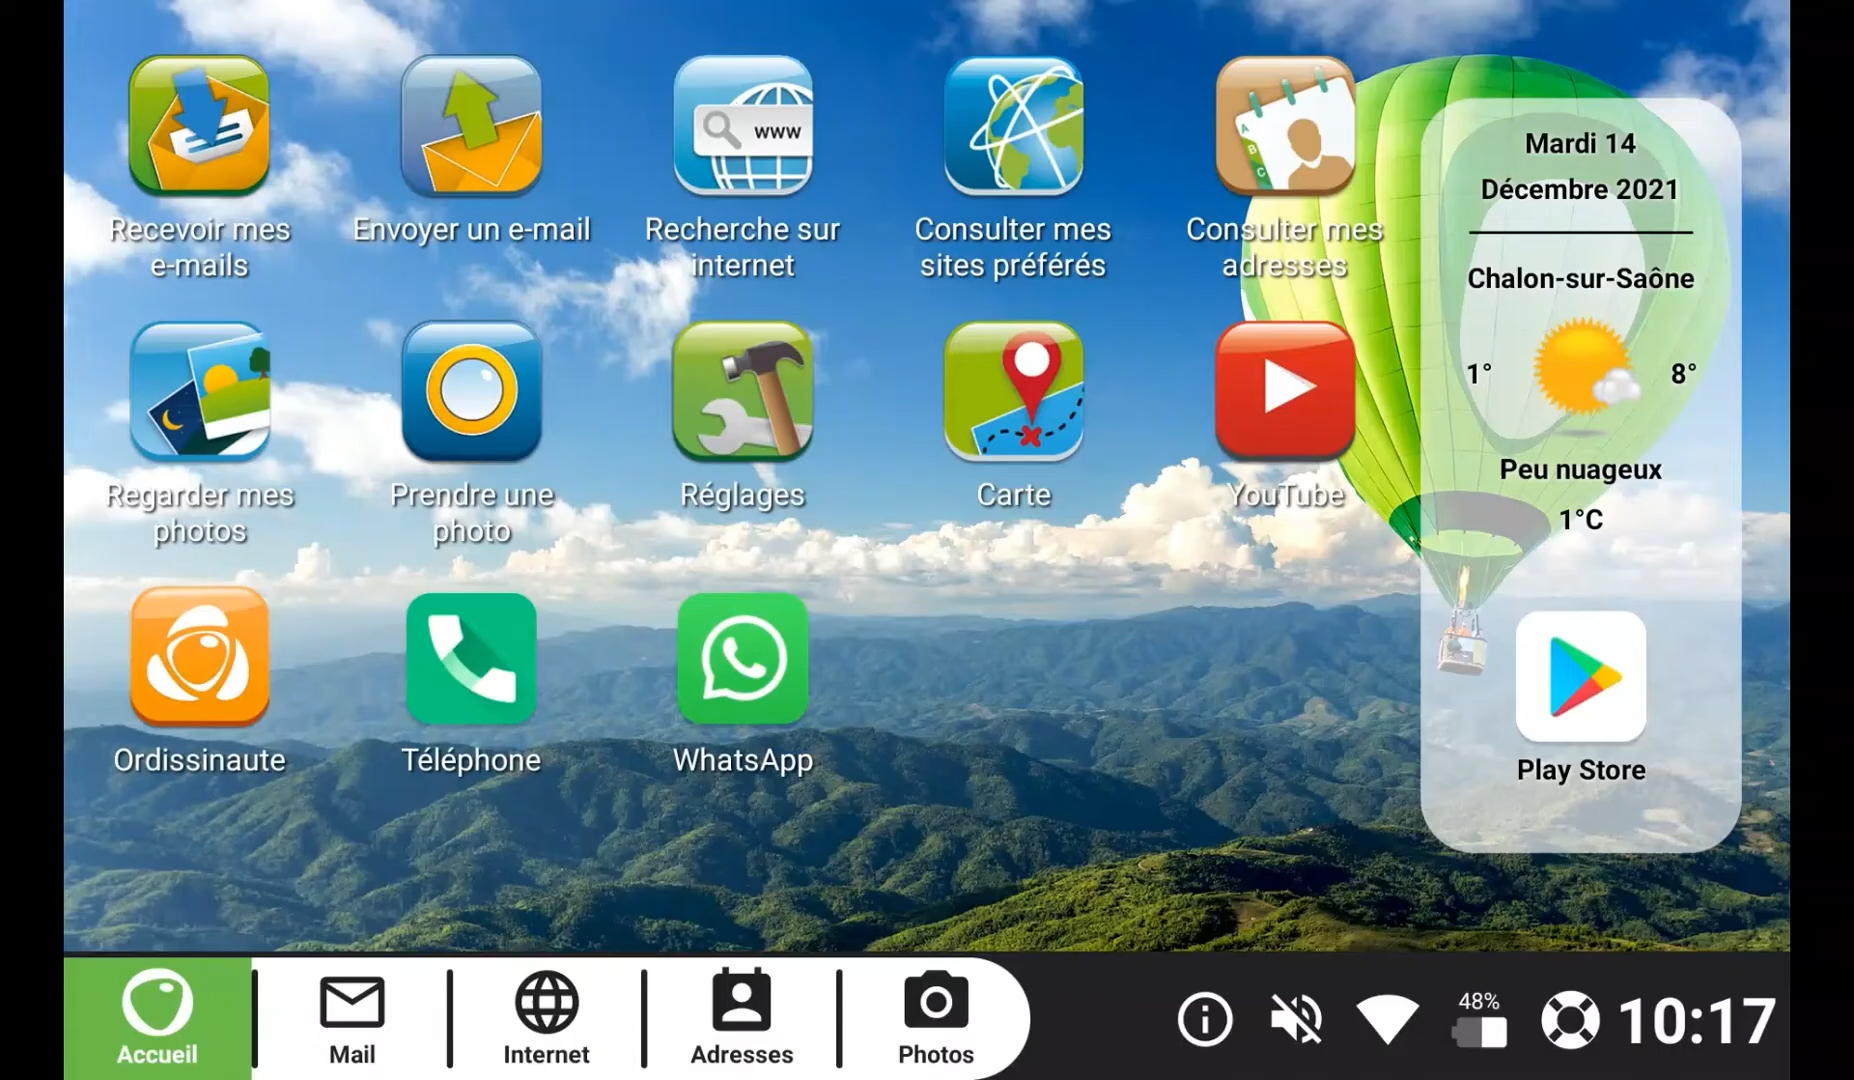 Recevoir mes
e-mails
Envoyer un e-mail
www
Recherche sur
internet
Consulter mes
sites préférés
A
B
C
Consulter mes
adresses
Regarder mes
photos
Prendre une
photo
Réglages
Carte
YouTube
Ordissinaute
Téléphone
WhatsApp
Mardi 14
Décembre 2021
Chalon-sur-Saône
1° 8°
Peu nuageux
1°C
Play Store
Accueil
Mail
Internet
Adresses
Photos
48%
10:17